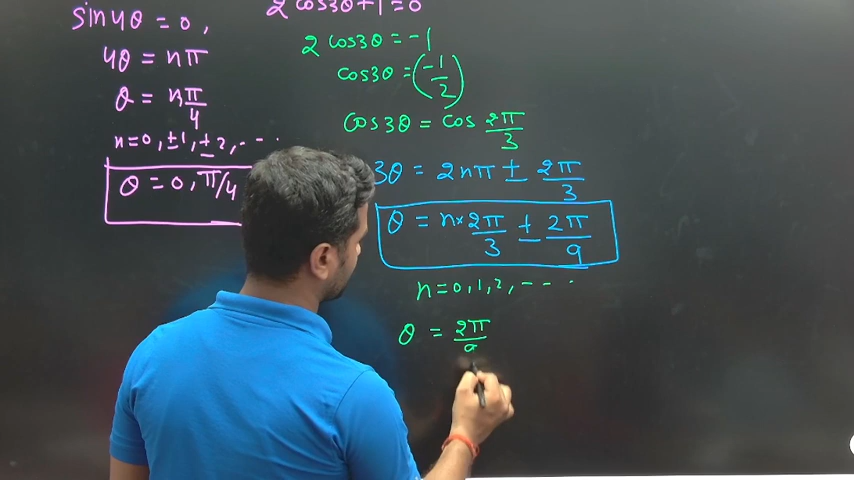 sin4θ = 0,
4θ = nπ
θ = nπ/4
n=0, ±1, ±2, - - -
θ = 0, π/4
2 cos3θ+1 = 0
2 cos3θ = -1
cos3θ = (-1/2)
cos3θ = cos 2π/3
3θ = 2nπ ± 2π/3
θ = n× 2π/3 ± 2π/9
n=0,1,2, - - - .
θ = 2π/9